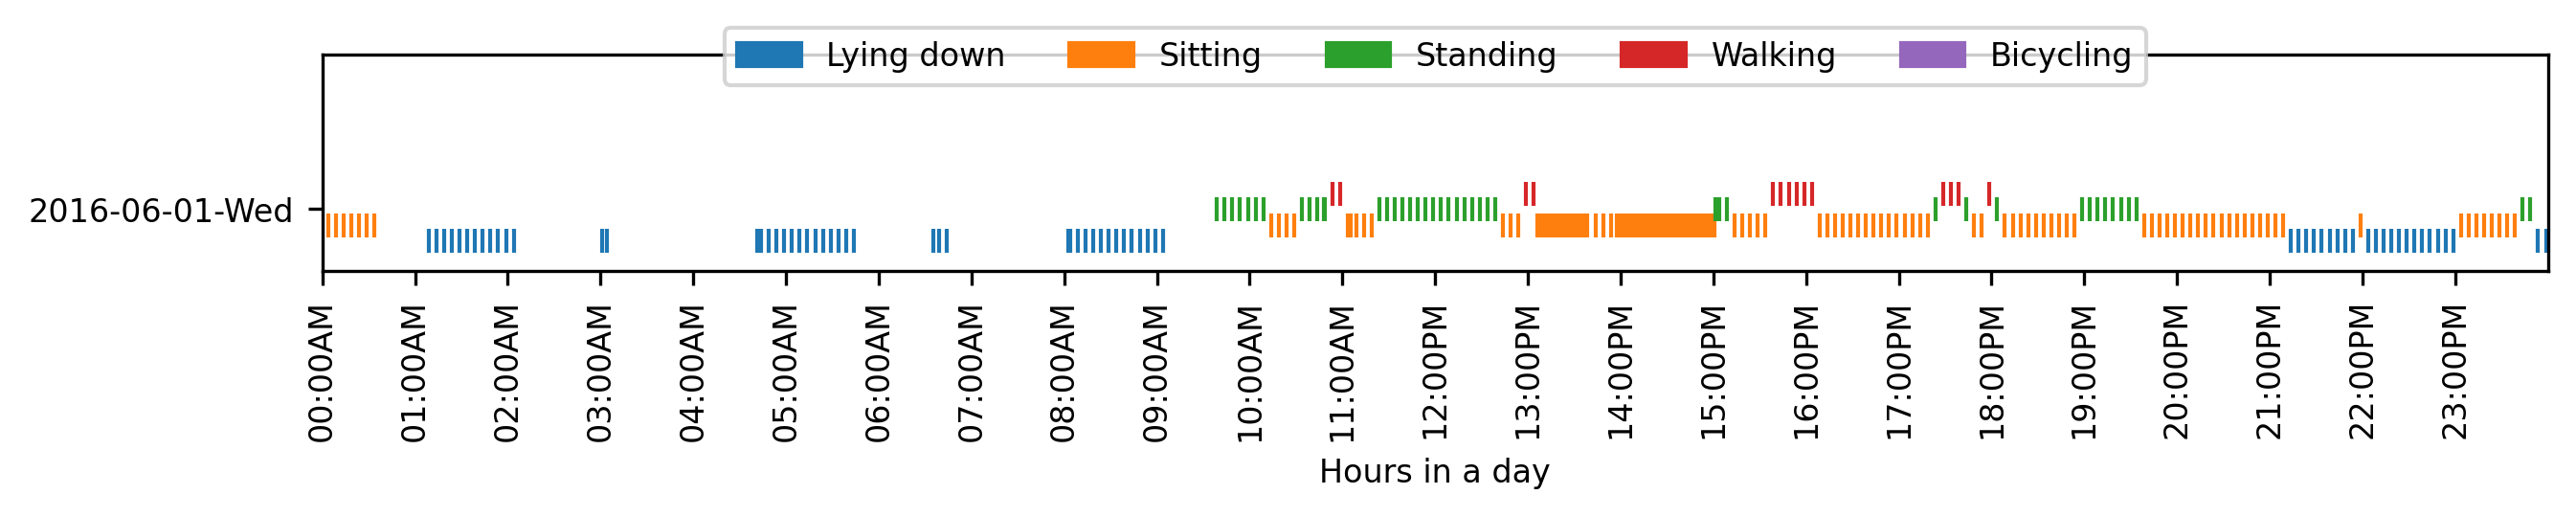 Lying down Sitting Standing Walking Bicycling
2016-06-01-Wed
00:00AM 01:00AM 02:00AM 03:00AM 04:00AM 05:00AM 06:00AM 07:00AM 08:00AM 09:00AM 10:00AM 11:00AM 12:00PM 13:00PM 14:00PM 15:00PM 16:00PM 17:00PM 18:00PM 19:00PM 20:00PM 21:00PM 22:00PM 23:00PM
Hours in a day